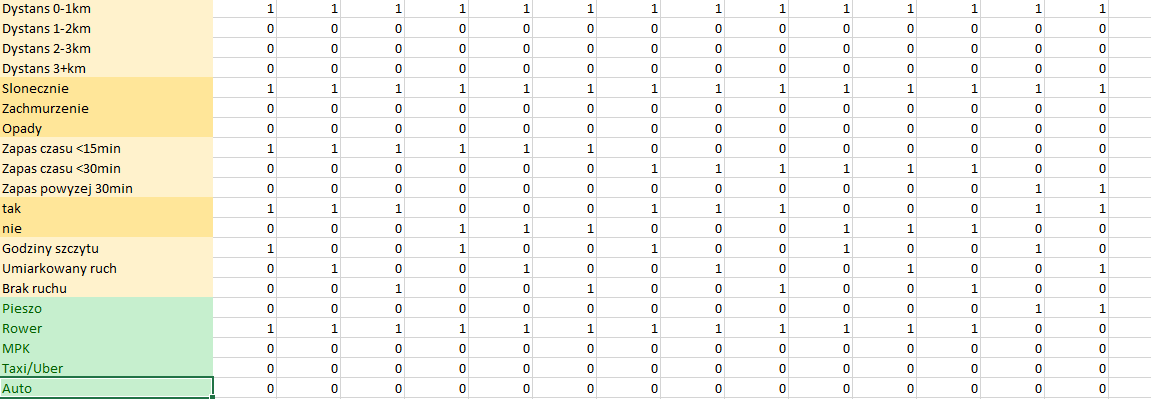 Dystans 0-1km 1 1 1 1 1 1 1 1 1 1 1 1 1
Dystans 1-2km 0 0 0 0 0 0 0 0 0 0 0 0 0
Dystans 2-3km 0 0 0 0 0 0 0 0 0 0 0 0 0
Dystans 3+km 0 0 0 0 0 0 0 0 0 0 0 0 0
Slonecznie 1 1 1 1 1 1 1 1 1 1 1 1 1
Zachmurzenie 0 0 0 0 0 0 0 0 0 0 0 0 0
Opady 0 0 0 0 0 0 0 0 0 0 0 0 0
Zapas czasu <15min 1 1 1 1 1 1 0 0 0 0 0 0 0
Zapas czasu <30min 0 0 0 0 0 0 1 1 1 1 1 0 0
Zapas powyzej 30min 0 0 0 0 0 0 0 0 0 0 0 1 1
tak 1 1 1 0 0 0 1 1 1 0 0 0 1 1
nie 0 0 0 1 1 1 0 0 0 1 1 1 0 0
Godziny szczytu 1 0 0 1 0 0 1 0 0 1 0 0 1 0
Umiarkowany ruch 0 1 0 0 1 0 0 1 0 0 1 0 0 1
Brak ruchu 0 0 1 0 0 1 0 0 1 0 0 1 0 0
Pieszo 0 0 0 0 0 0 0 0 0 0 0 0 1 1
Rower 1 1 1 1 1 1 1 1 1 1 1 1 0 0
MPK 0 0 0 0 0 0 0 0 0 0 0 0 0 0
Taxi/Uber 0 0 0 0 0 0 0 0 0 0 0 0 0 0
Auto 0 0 0 0 0 0 0 0 0 0 0 0 0 0